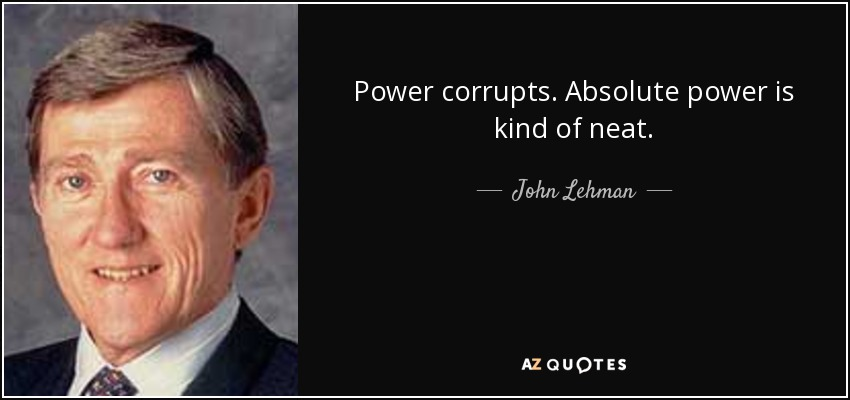 Power corrupts. Absolute power is
kind of neat.
John Lehman
AZ QUOTES